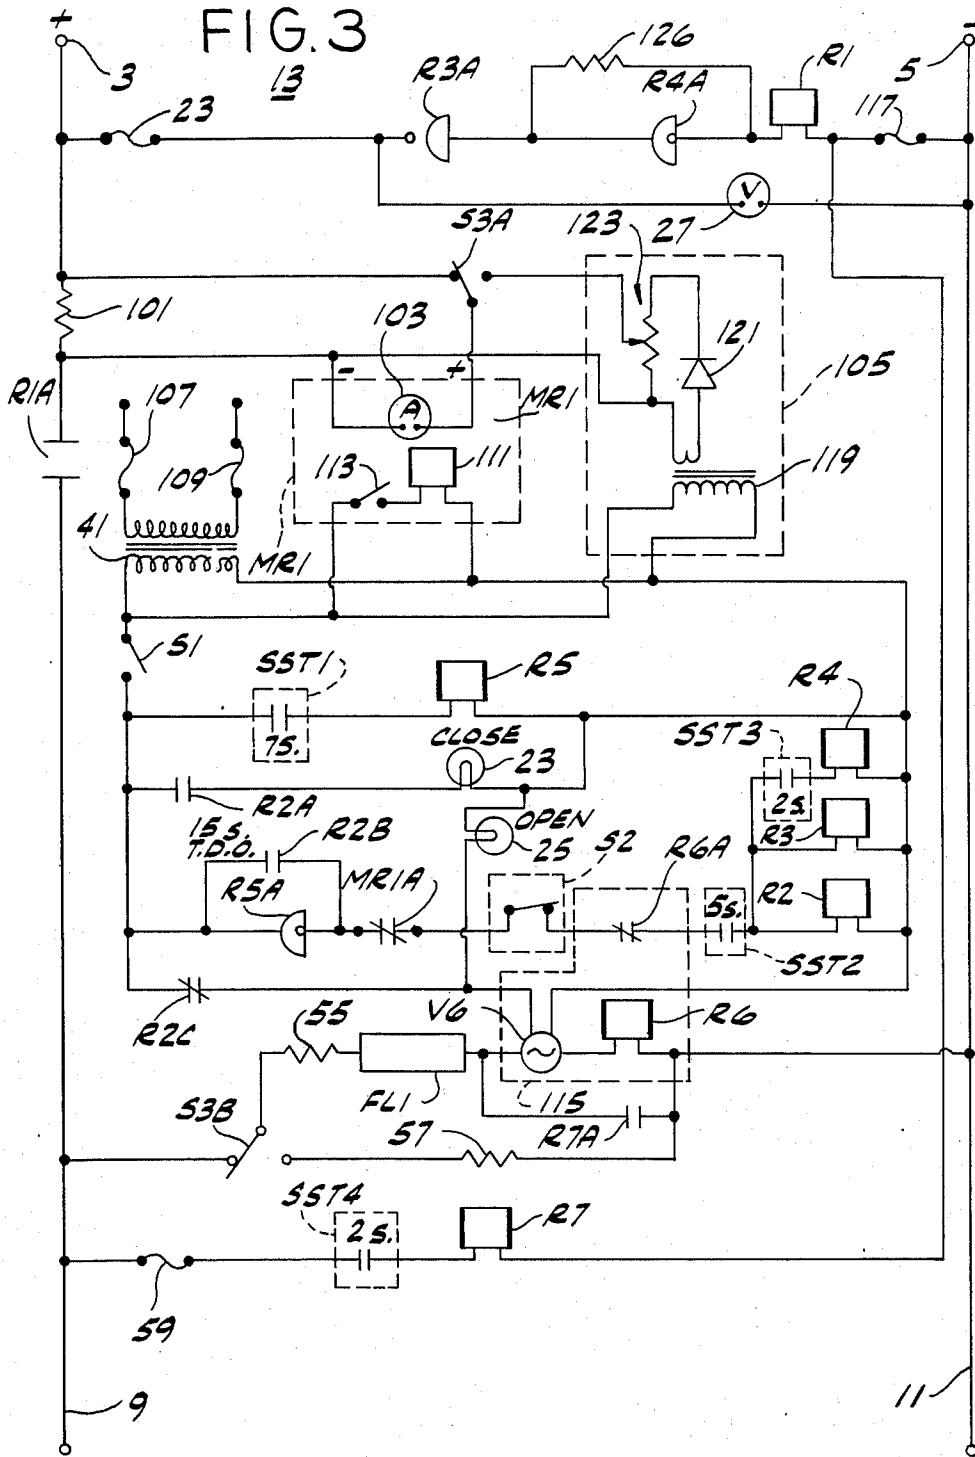 +
FIG. 3
-
3
13
23
R3A
126
R4A
R1
117
5
V
27
S3A
123
101
103
121
105
-
+
MR1
A
R1A
107
109
113
111
119
41
MR1
S1
SST1
7S.
R5
R4
CLOSE
23
SST3
2S.
R2A
15S.
T.D.O.
R2B
OPEN
25
S2
R6A
R3
R5A
MR1A
5S.
R2
SST2
R2C
55
V6
R6
FL1
115
S3B
57
R7A
SST4
2S.
R7
59
9
11